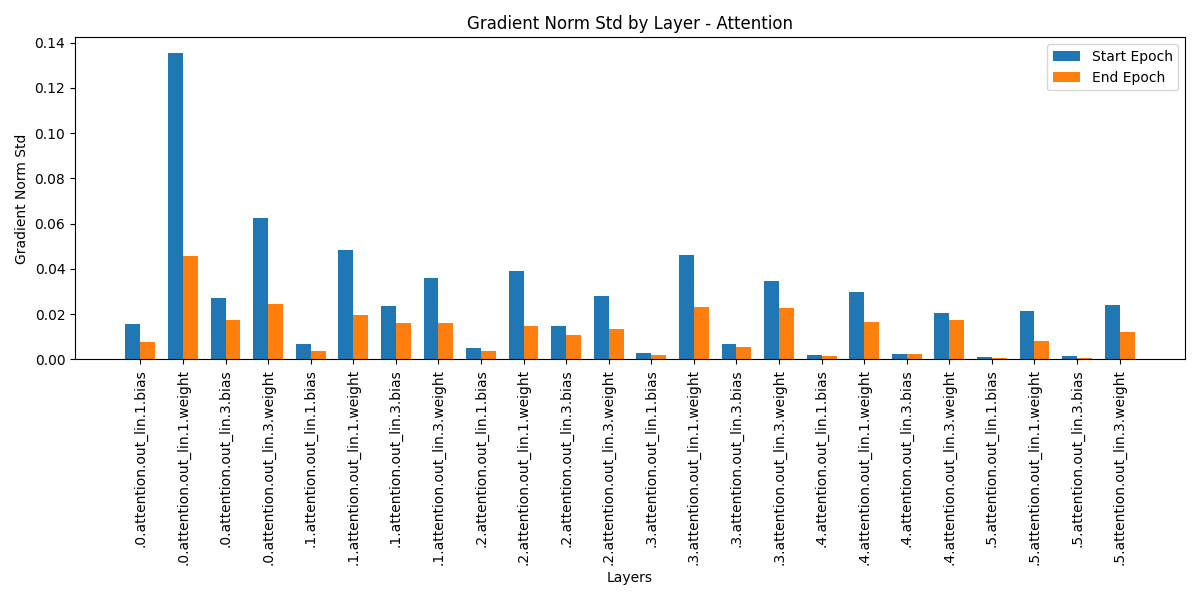 Gradient Norm Std by Layer - Attention
Start Epoch
End Epoch
Gradient Norm Std
0.14
0.12
0.10
0.08
0.06
0.04
0.02
0.00
.0.attention.out_lin.1.bias
.0.attention.out_lin.1.weight
.0.attention.out_lin.3.bias
.0.attention.out_lin.3.weight
.1.attention.out_lin.1.bias
.1.attention.out_lin.1.weight
.1.attention.out_lin.3.bias
.1.attention.out_lin.3.weight
.2.attention.out_lin.1.bias
.2.attention.out_lin.1.weight
.2.attention.out_lin.3.bias
.2.attention.out_lin.3.weight
.3.attention.out_lin.1.bias
.3.attention.out_lin.1.weight
.3.attention.out_lin.3.bias
.3.attention.out_lin.3.weight
.4.attention.out_lin.1.bias
.4.attention.out_lin.1.weight
.4.attention.out_lin.3.bias
.4.attention.out_lin.3.weight
.5.attention.out_lin.1.bias
.5.attention.out_lin.1.weight
.5.attention.out_lin.3.bias
.5.attention.out_lin.3.weight
Layers